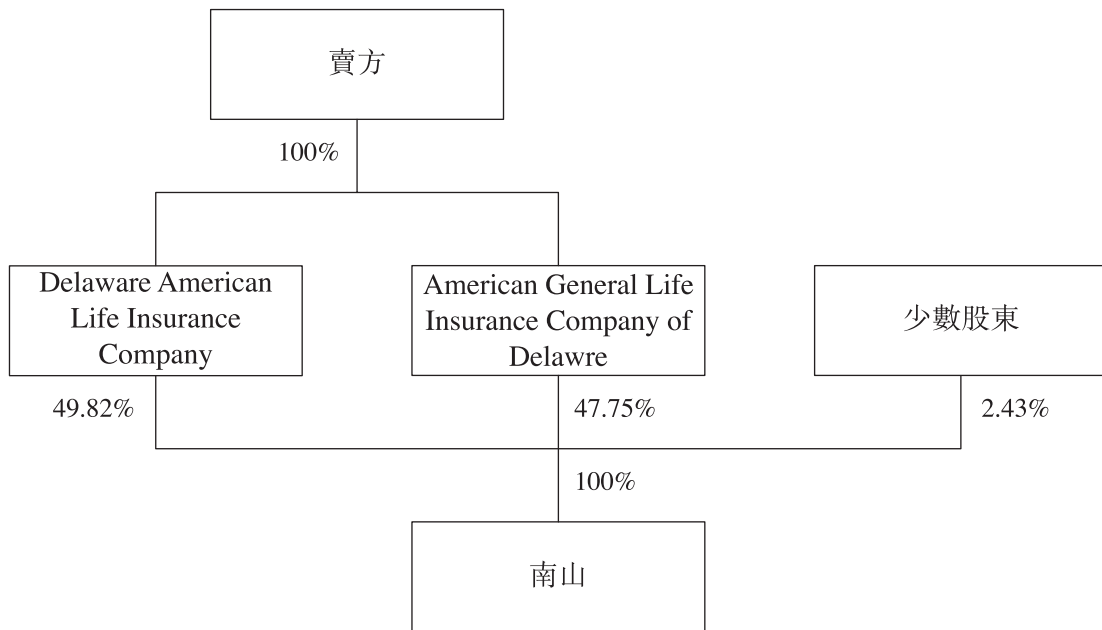 賣方
100%
Delaware American
Life Insurance
Company
American General Life
Insurance Company of
Delawre
少數股東
49.82%
47.75%
2.43%
100%
南山